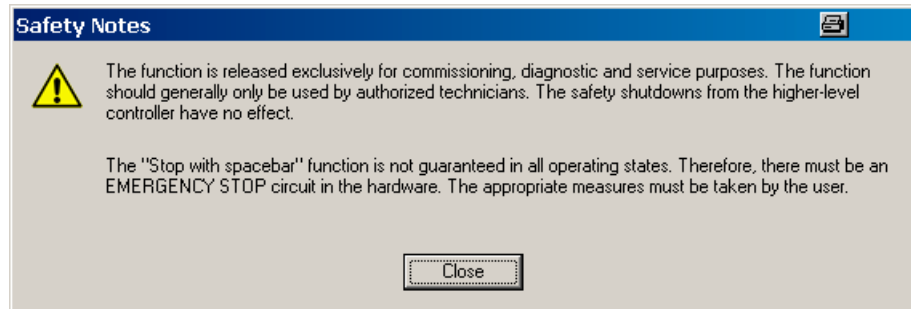 Safety Notes
The function is released exclusively for commissioning, diagnostic and service purposes. The function
should generally only be used by authorized technicians. The safety shutdowns from the higher-level
controller have no effect.
The "Stop with spacebar" function is not guaranteed in all operating states. Therefore, there must be an
EMERGENCY STOP circuit in the hardware. The appropriate measures must be taken by the user.
Close